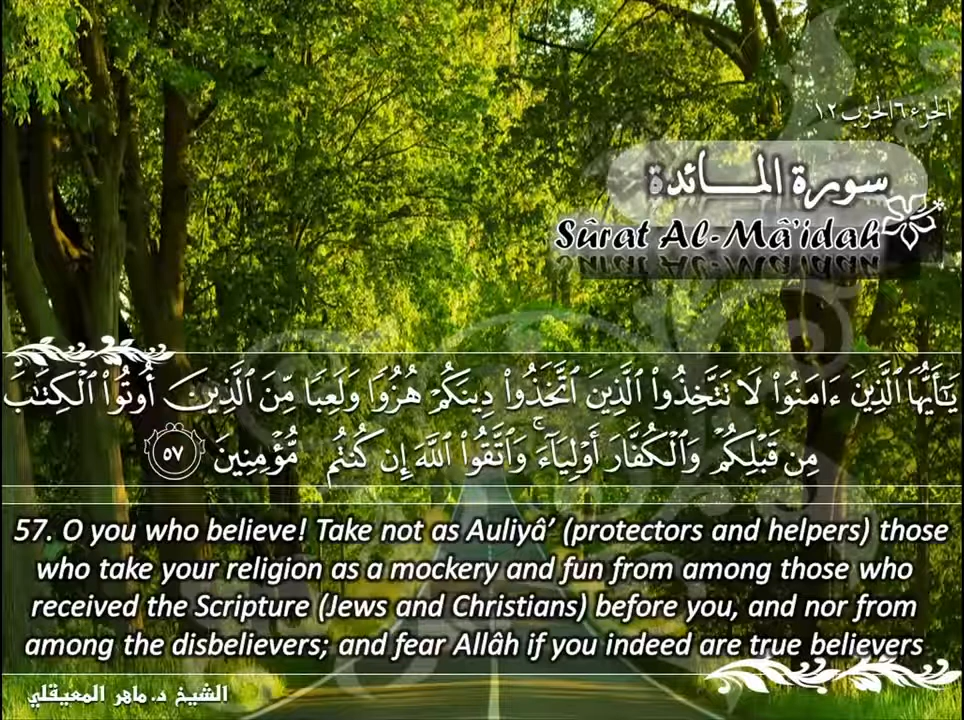 الجزء ٦ الحزب ١٢
سورة المائدة
Sûrat Al-Mâ'idah
يَٰٓأَيُّهَا ٱلَّذِينَ ءَامَنُوا۟ لَا تَتَّخِذُوا۟ ٱلَّذِينَ ٱتَّخَذُوا۟ دِينَكُمْ هُزُوًا وَلَعِبًا مِّنَ ٱلَّذِينَ أُوتُوا۟ ٱلْكِتَٰبَ
مِن قَبْلِكُمْ وَٱلْكُفَّارَ أَوْلِيَآءَ ۚ وَٱتَّقُوا۟ ٱللَّهَ إِن كُنتُم مُّؤْمِنِينَ ٥٧
57. O you who believe! Take not as Auliyâ’ (protectors and helpers) those
who take your religion as a mockery and fun from among those who
received the Scripture (Jews and Christians) before you, and nor from
among the disbelievers; and fear Allâh if you indeed are true believers
الشيخ د. ماهر المعيقلي